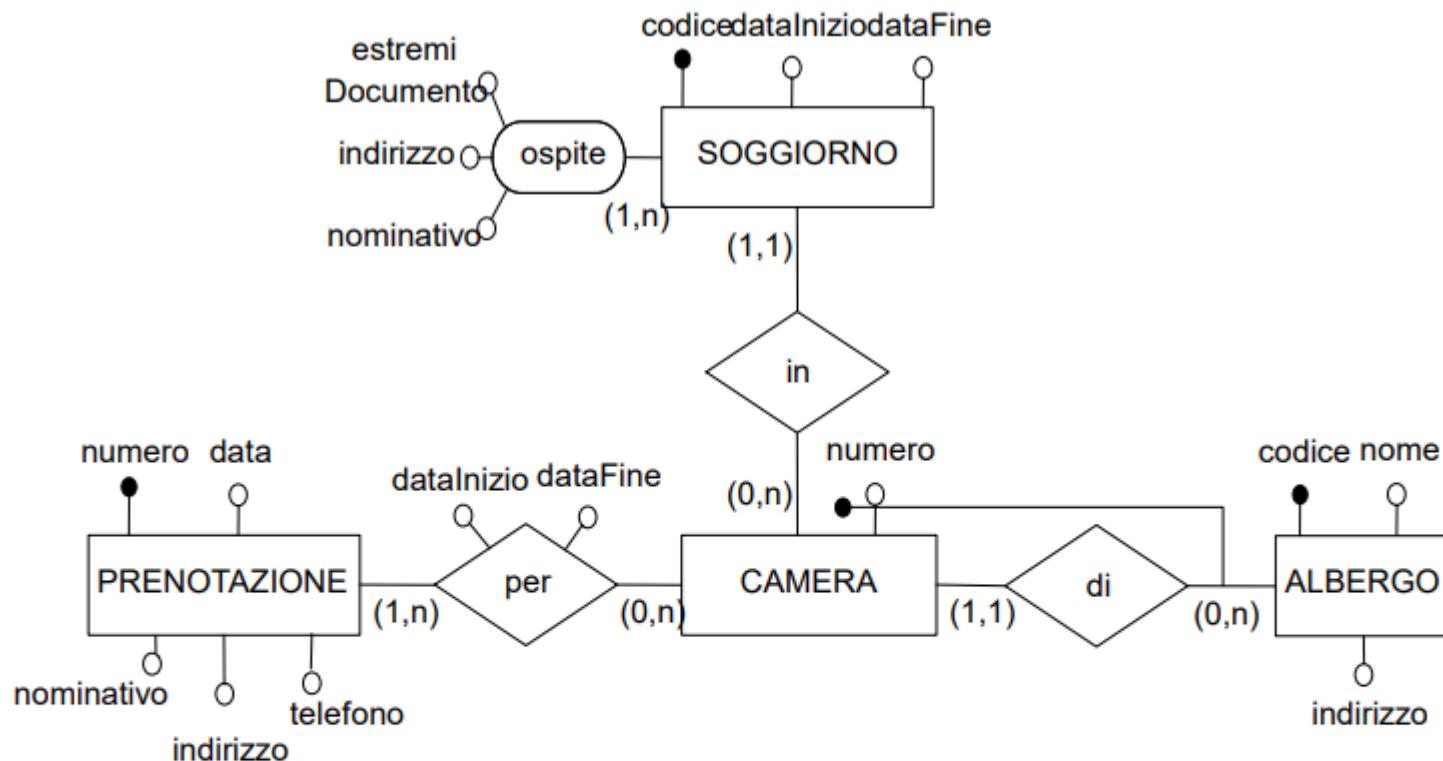 codicedataIniziodataFine
estremi
Documento
indirizzo
ospite
SOGGIORNO
nominativo
(1,n)
(1,1)
in
numero
data
dataInizio
dataFine
(0,n)
numero
codice
nome
PRENOTAZIONE
per
CAMERA
di
ALBERGO
(1,n)
(0,n)
(1,1)
(0,n)
nominativo
indirizzo
telefono
indirizzo